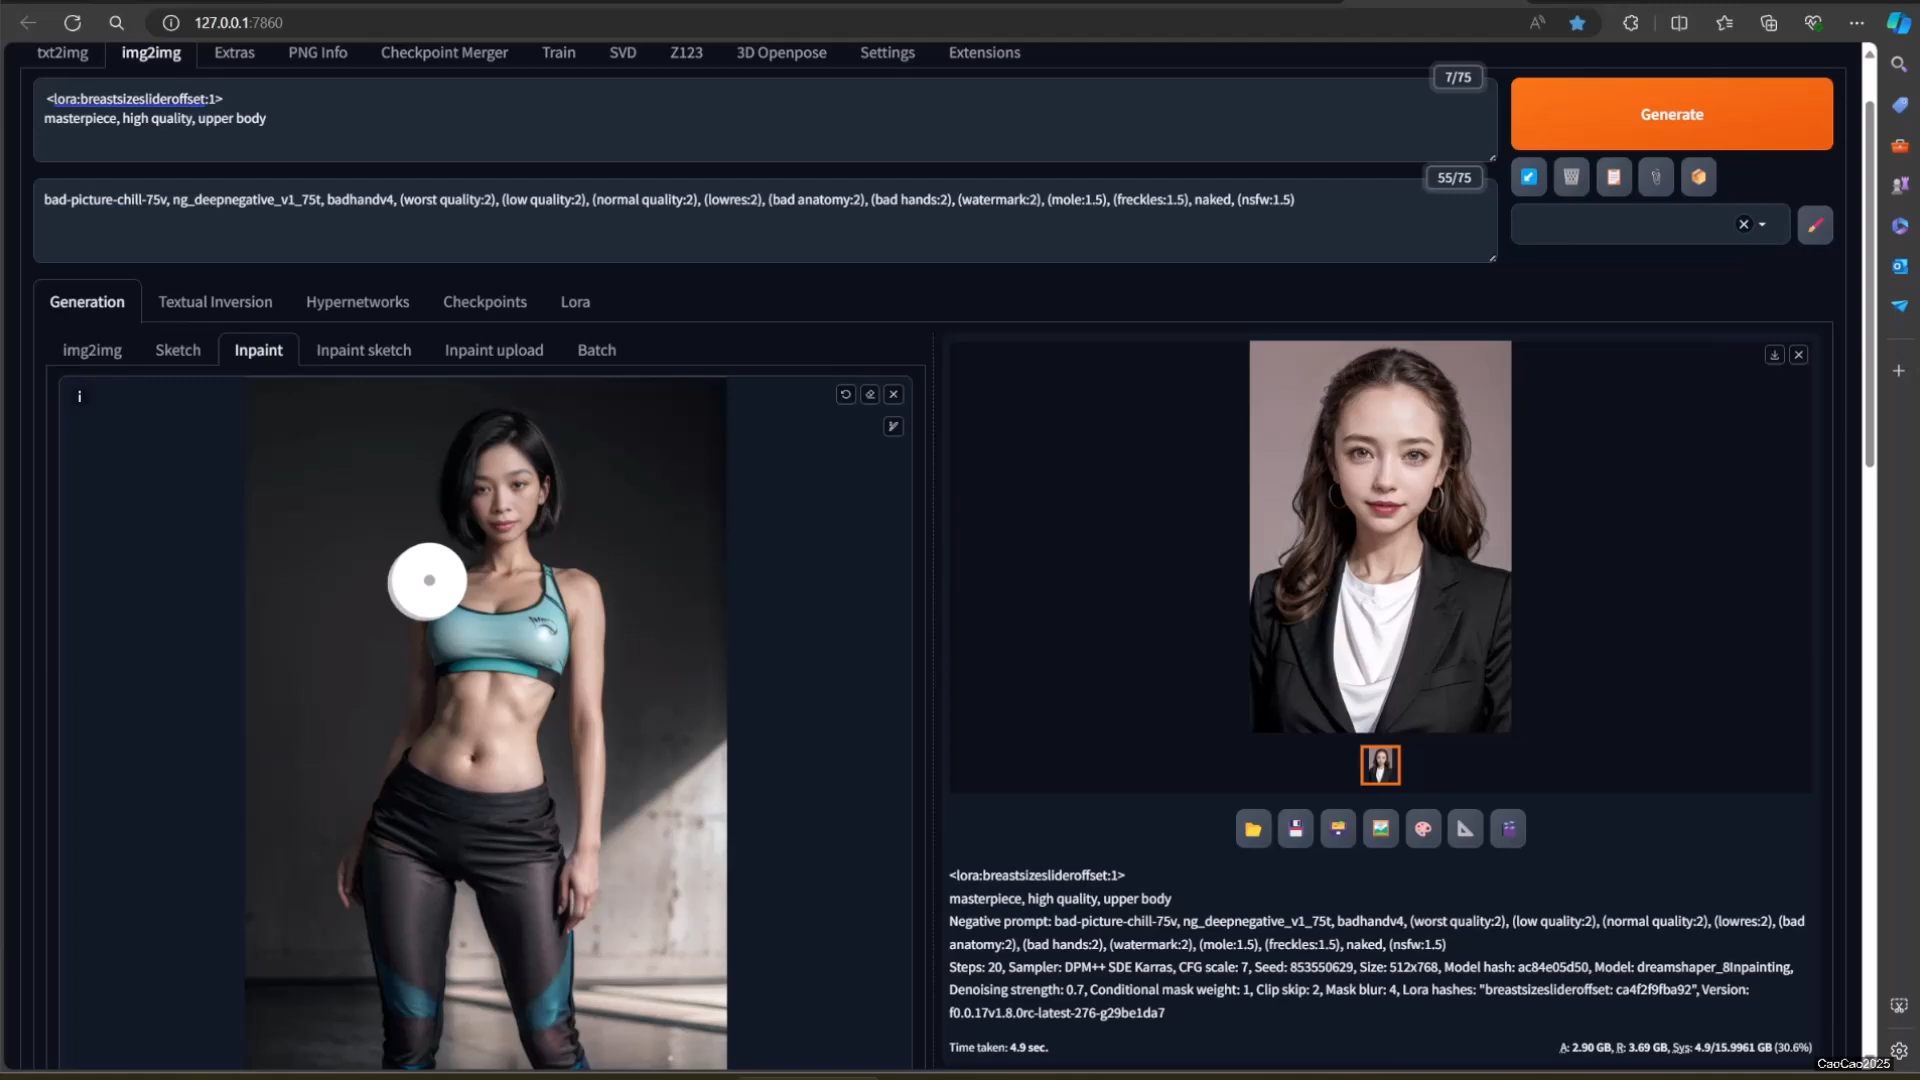 127.0.0.1:7860
txt2img img2img Extras PNG Info Checkpoint Merger Train SVD Z123 3D Openpose Settings Extensions
7/75
<lora:breastsizeslideroffset:1>
masterpiece, high quality, upper body
Generate
55/75
bad-picture-chill-75v, ng_deepnegative_v1_75t, badhandv4, (worst quality:2), (low quality:2), (normal quality:2), (lowres:2), (bad anatomy:2), (bad hands:2), (watermark:2), (mole:1.5), (freckles:1.5), naked, (nsfw:1.5)
Generation Textual Inversion Hypernetworks Checkpoints Lora
img2img Sketch Inpaint Inpaint sketch Inpaint upload Batch
<lora:breastsizeslideroffset:1>
masterpiece, high quality, upper body
Negative prompt: bad-picture-chill-75v, ng_deepnegative_v1_75t, badhandv4, (worst quality:2), (low quality:2), (normal quality:2), (lowres:2), (bad
anatomy:2), (bad hands:2), (watermark:2), (mole:1.5), (freckles:1.5), naked, (nsfw:1.5)
Steps: 20, Sampler: DPM++ SDE Karras, CFG scale: 7, Seed: 853550629, Size: 512x768, Model hash: ac84e05d50, Model: dreamshaper_8Inpainting,
Denoising strength: 0.7, Conditional mask weight: 1, Clip skip: 2, Mask blur: 4, Lora hashes: "breastsizeslideroffset: ca4f2f9fba92", Version:
f0.0.17v1.8.0rc-latest-276-g29be1da7
Time taken: 4.9 sec.
A: 2.90 GB, R: 3.69 GB, Sys: 4.9/15.9961 GB (30.6%)
CaoCao2025